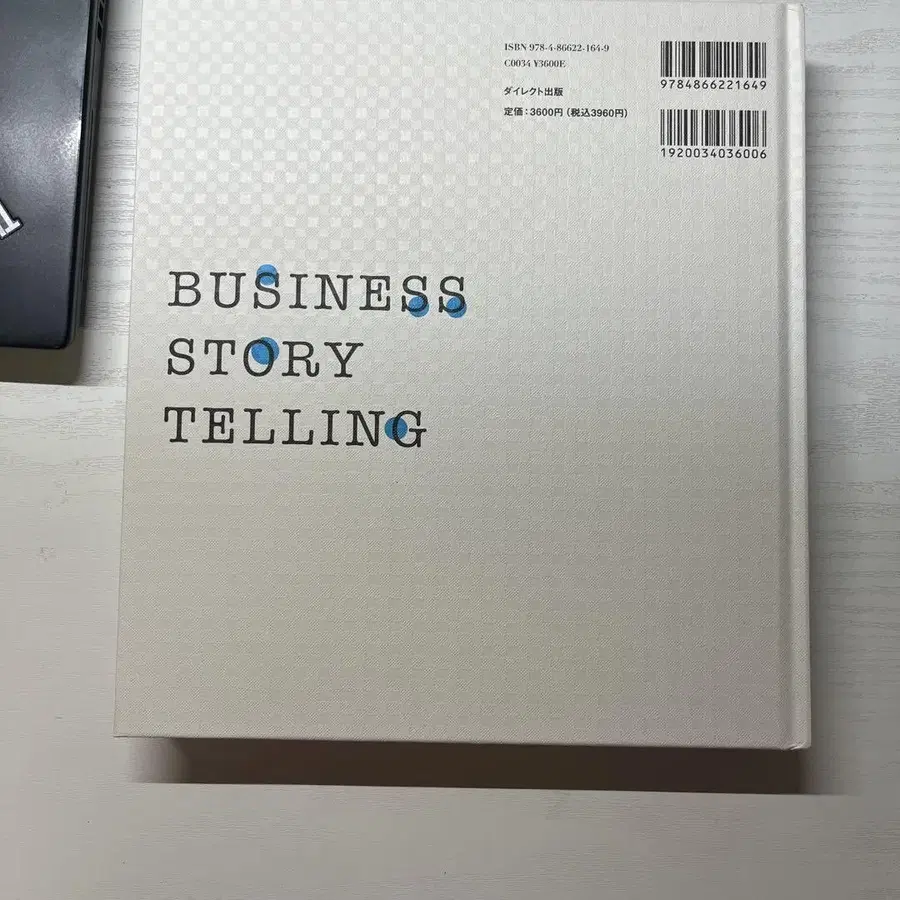 ISBN 978-4-86622-164-9
C0034 ¥3600E
ダイレクト出版
定価：3600円（税込3960円）
9784866221649
1920034036006
BUSINESS
STORY
TELLING